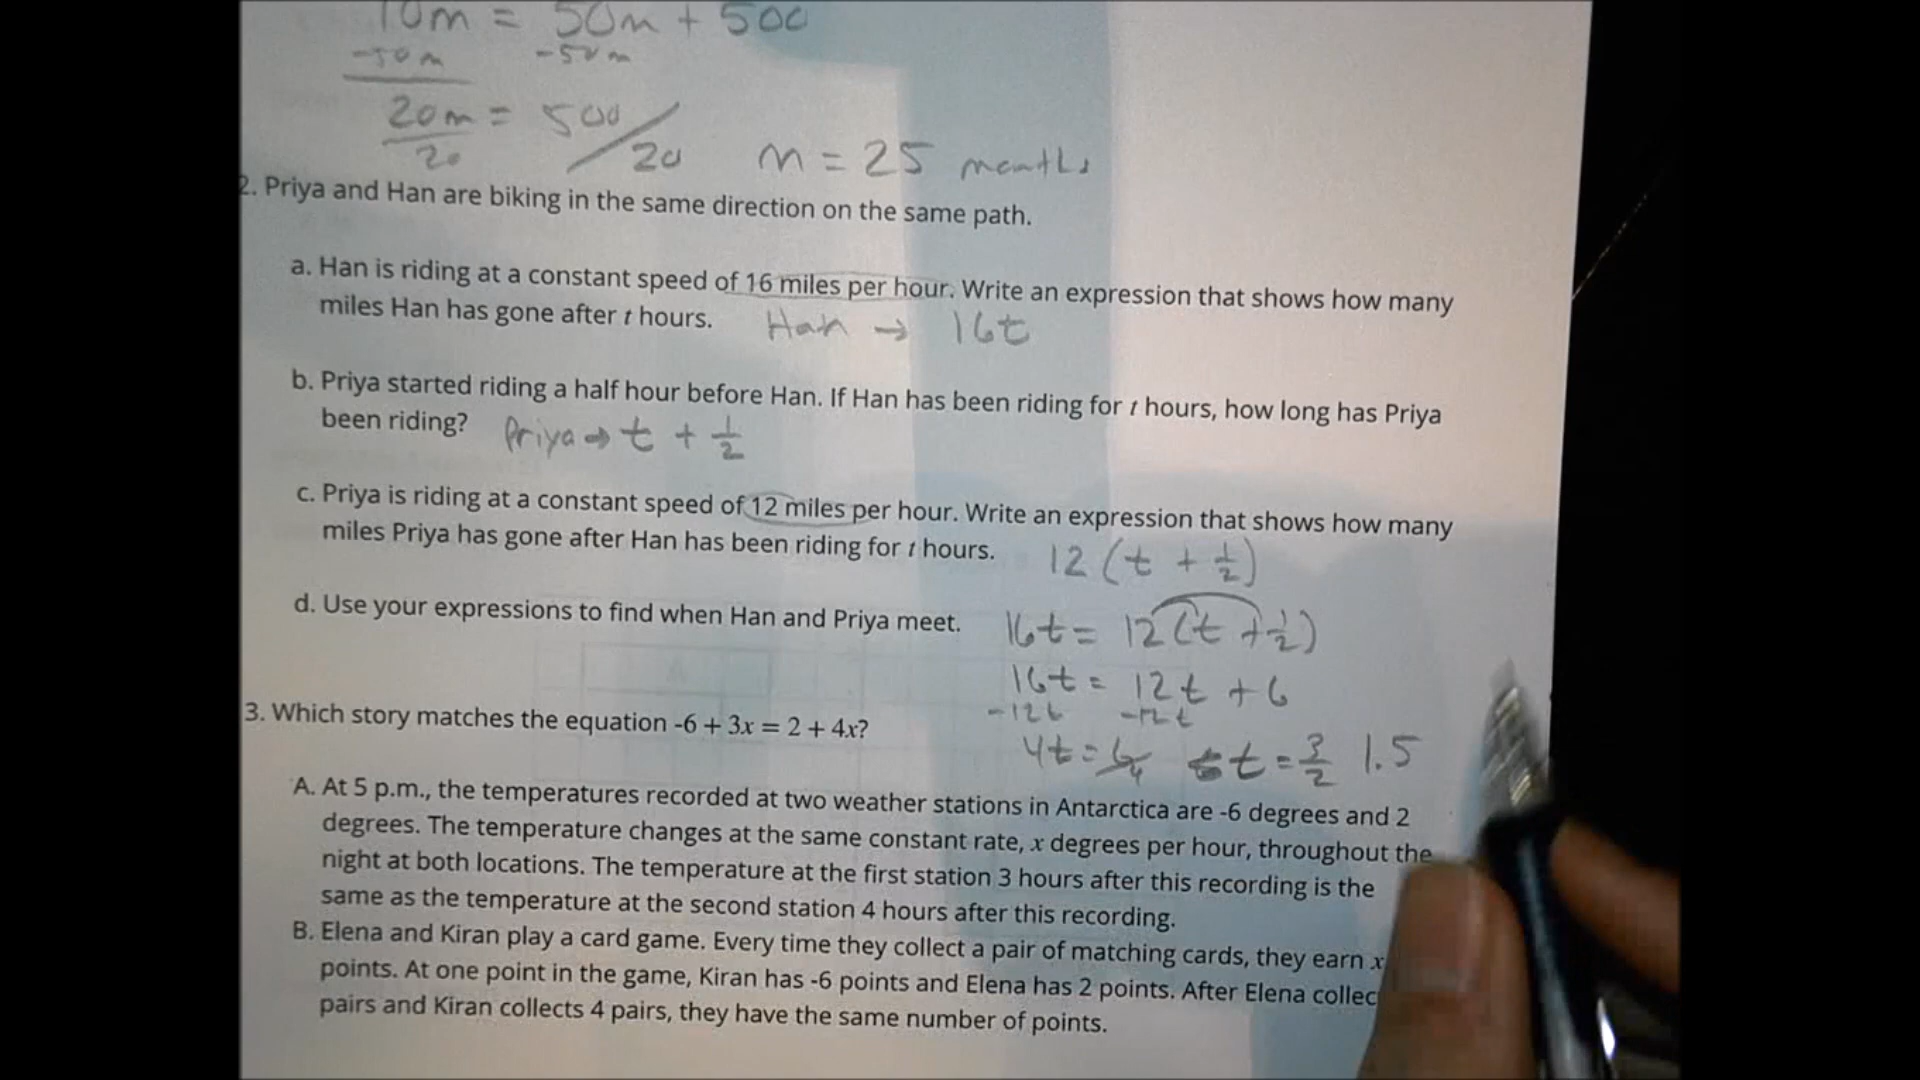 70m = 50m + 500
-50m -50m
20m = 500/20
20
m = 25 months
2. Priya and Han are biking in the same direction on the same path.
a. Han is riding at a constant speed of 16 miles per hour. Write an expression that shows how many
miles Han has gone after t hours. Han → 16t
b. Priya started riding a half hour before Han. If Han has been riding for t hours, how long has Priya
been riding? Priya → t + 1/2
c. Priya is riding at a constant speed of 12 miles per hour. Write an expression that shows how many
miles Priya has gone after Han has been riding for t hours. 12 (t + 1/2)
d. Use your expressions to find when Han and Priya meet. 16t = 12(t + 1/2)
16t = 12t + 6
-12t -12t
3. Which story matches the equation -6 + 3x = 2 + 4x?
4t = 6/4 t = 3/2 1.5
A. At 5 p.m., the temperatures recorded at two weather stations in Antarctica are -6 degrees and 2
degrees. The temperature changes at the same constant rate, x degrees per hour, throughout the
night at both locations. The temperature at the first station 3 hours after this recording is the
same as the temperature at the second station 4 hours after this recording.
B. Elena and Kiran play a card game. Every time they collect a pair of matching cards, they earn x
points. At one point in the game, Kiran has -6 points and Elena has 2 points. After Elena collec
pairs and Kiran collects 4 pairs, they have the same number of points.